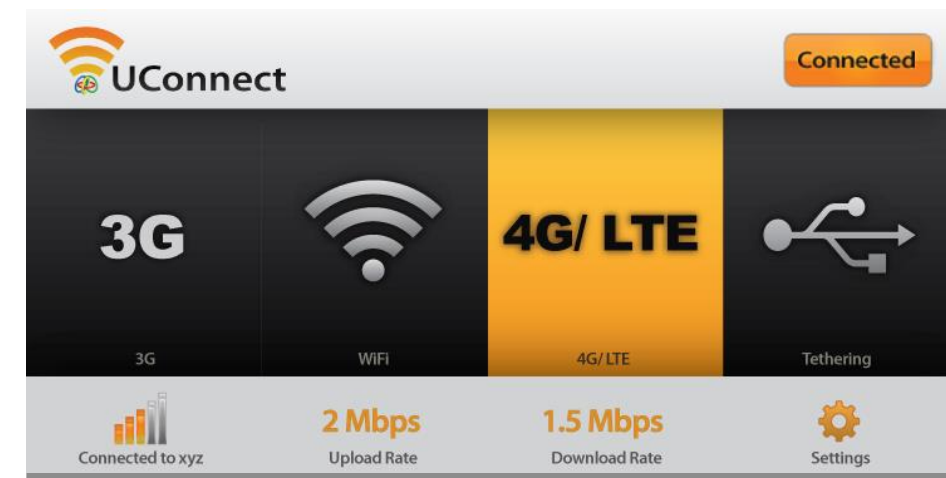 UConnect
Connected
3G
4G/ LTE
3G
WiFi
4G/LTE
Tethering
2 Mbps
1.5 Mbps
Connected to xyz
Upload Rate
Download Rate
Settings